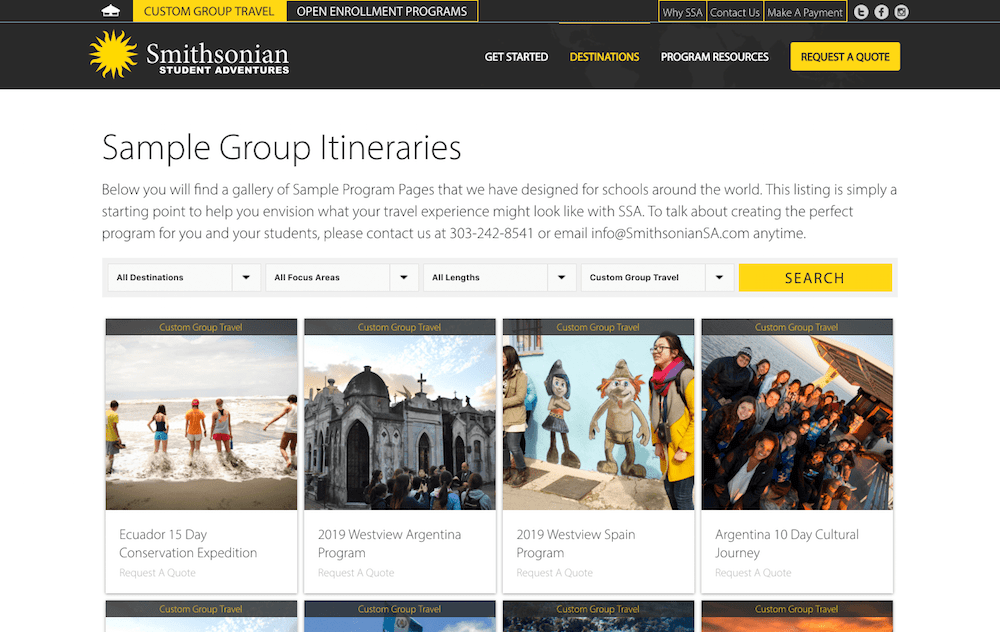 CUSTOM GROUP TRAVEL
OPEN ENROLLMENT PROGRAMS
Why SSA
Contact Us
Make A Payment
Smithsonian
STUDENT ADVENTURES
GET STARTED
DESTINATIONS
PROGRAM RESOURCES
REQUEST A QUOTE
Sample Group Itineraries
Below you will find a gallery of Sample Program Pages that we have designed for schools around the world. This listing is simply a
starting point to help you envision what your travel experience might look like with SSA. To talk about creating the perfect
program for you and your students, please contact us at 303-242-8541 or email info@SmithsonianSA.com anytime.
All Destinations
All Focus Areas
All Lengths
Custom Group Travel
SEARCH
Custom Group Travel
Custom Group Travel
Custom Group Travel
Custom Group Travel
Ecuador 15 Day
Conservation Expedition
Request A Quote
2019 Westview Argentina
Program
Request A Quote
2019 Westview Spain
Program
Request A Quote
Argentina 10 Day Cultural
Journey
Request A Quote
Custom Group Travel
Custom Group Travel
Custom Group Travel
Custom Group Travel